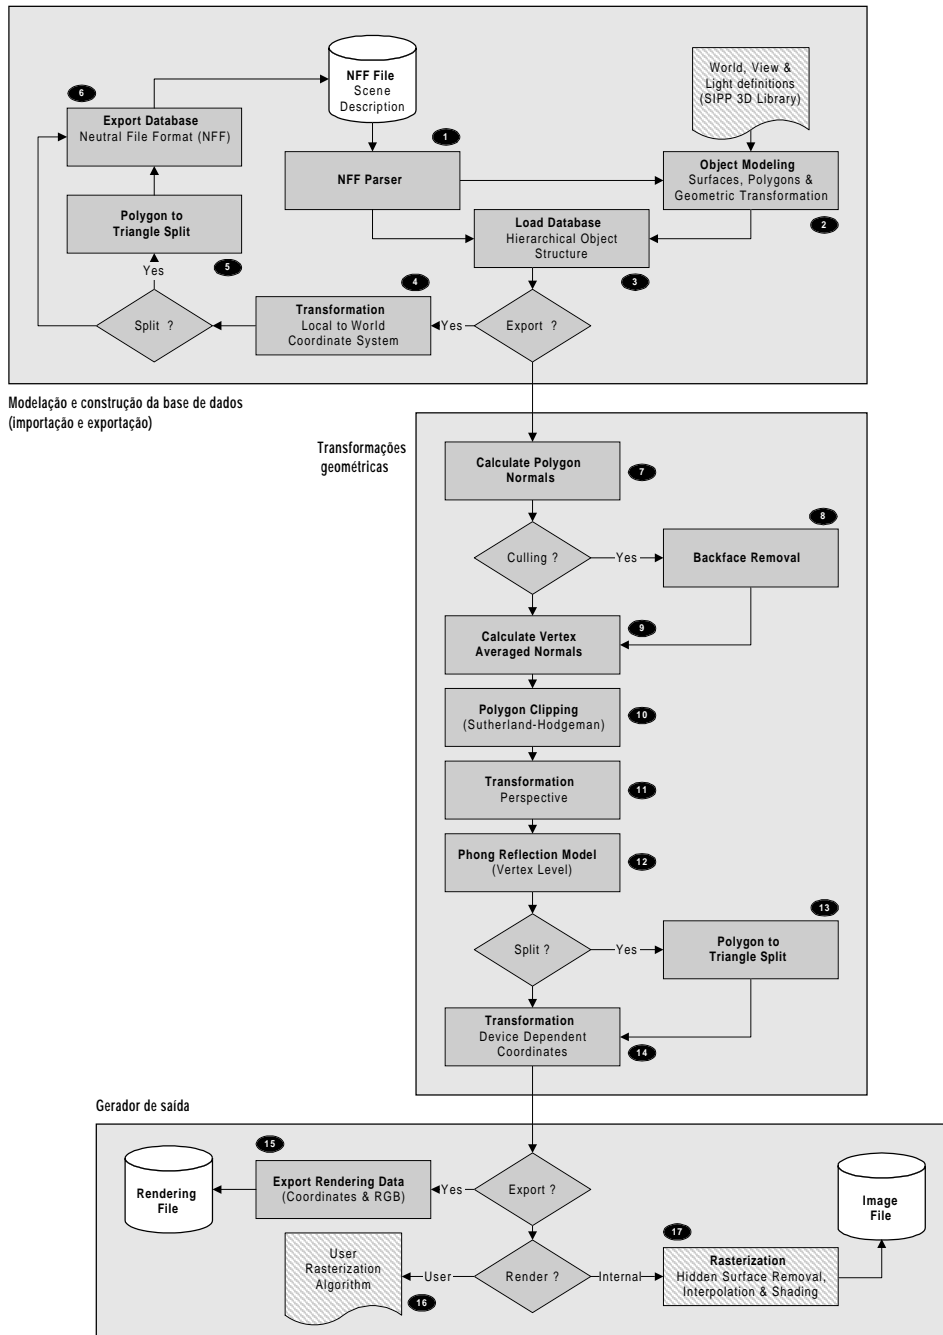 NFF File
Scene
Description
World, View &
Light definitions
(SIPP 3D Library)
6
Export Database
Neutral File Format (NFF)
1
NFF Parser
Object Modeling
Surfaces, Polygons &
Geometric Transformation
2
Polygon to
Triangle Split
5
Load Database
Hierarchical Object
Structure
3
Yes
4
Split ?
Transformation
Local to World
Coordinate System
Yes
Export ?
Modelação e construção da base de dados
(importação e exportação)
Transformações
geométricas
Calculate Polygon
Normals
7
8
Culling ?
Yes
Backface Removal
Calculate Vertex
Averaged Normals
9
Polygon Clipping
(Sutherland-Hodgeman)
10
Transformation
Perspective
11
Phong Reflection Model
(Vertex Level)
12
13
Split ?
Yes
Polygon to
Triangle Split
Transformation
Device Dependent
Coordinates
14
Gerador de saída
15
Rendering
File
Export Rendering Data
(Coordinates & RGB)
Yes
Export ?
Image
File
User
Rasterization
Algorithm
16
User
Render ?
Internal
17
Rasterization
Hidden Surface Removal,
Interpolation & Shading